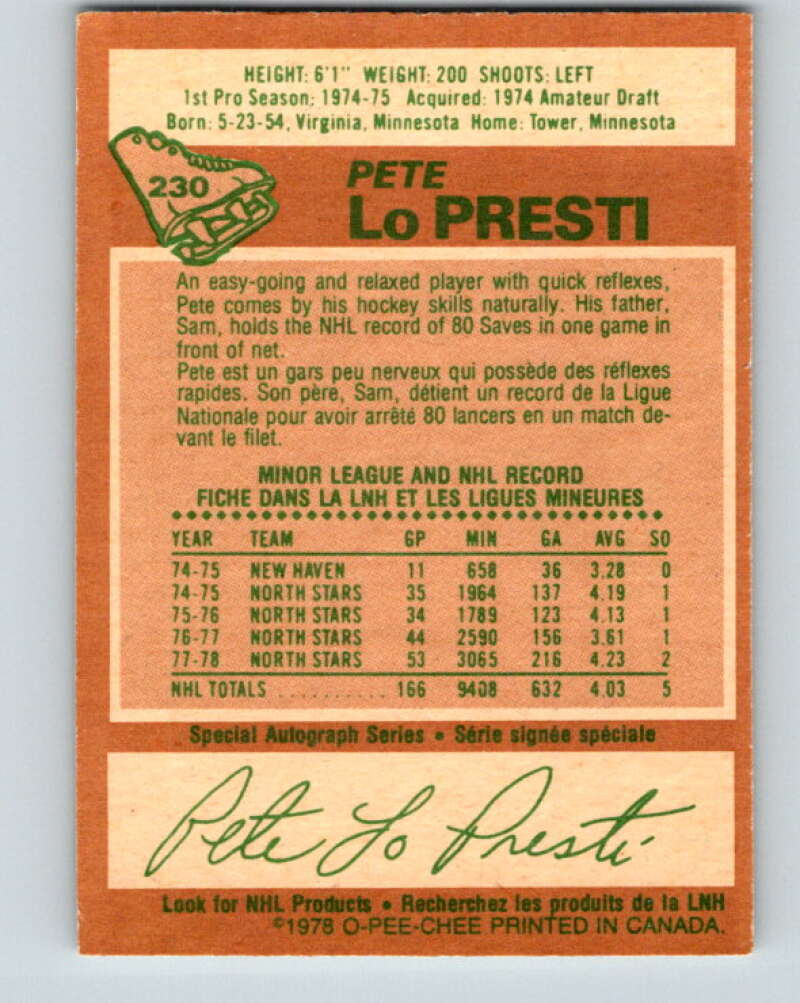 HEIGHT: 6'1" WEIGHT: 200 SHOOTS: LEFT
1st Pro Season: 1974-75 Acquired: 1974 Amateur Draft
Born: 5-23-54, Virginia, Minnesota Home: Tower, Minnesota
230
PETE
Lo PRESTI
An easy-going and relaxed player with quick reflexes,
Pete comes by his hockey skills naturally. His father,
Sam, holds the NHL record of 80 Saves in one game in
front of net.
Pete est un gars peu nerveux qui possède des réflexes
rapides. Son père, Sam, détient un record de la Ligue
Nationale pour avoir arrêté 80 lancers en un match de-
vant le filet.
MINOR LEAGUE AND NHL RECORD
FICHE DANS LA LNH ET LES LIGUES MINEURES
YEAR TEAM GP MIN GA AVG SO
74-75 NEW HAVEN 11 658 36 3.28 0
74-75 NORTH STARS 35 1964 137 4.19 1
75-76 NORTH STARS 34 1789 123 4.13 1
76-77 NORTH STARS 44 2590 156 3.61 1
77-78 NORTH STARS 53 3065 216 4.23 2
NHL TOTALS .......... 166 9408 632 4.03 5
Special Autograph Series • Série signée spéciale
Pete Lo Presti
Look for NHL Products • Recherchez les produits de la LNH
©1978 O-PEE-CHEE PRINTED IN CANADA.